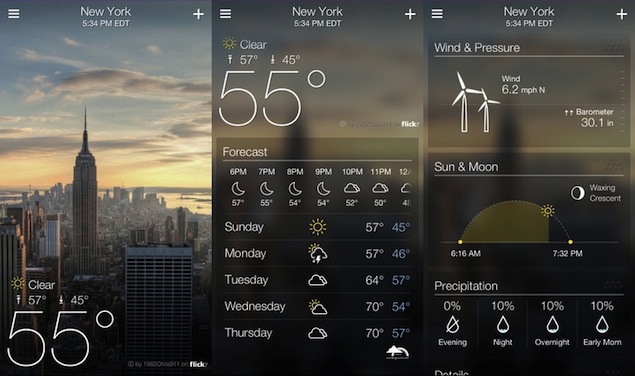 New York
5:34 PM EDT
Clear
57° 45°
55°
@ by 1982Chris911 on flickr
New York
5:34 PM EDT
Clear
57° 45°
55°
flickr
Forecast
6PM 7PM 8PM 9PM 10PM 11PM 12
57° 55° 54° 54° 52° 50° 48
Sunday 57° 45°
Monday 57° 46°
Tuesday 64° 57°
Wednesday 70° 54°
Thursday 70° 57°
New York
5:34 PM EDT
Wind & Pressure
Wind
6.2 mph N
Barometer
30.1 in
Sun & Moon
Waxing
Crescent
6:16 AM 7:32 PM
Precipitation
0% 10% 10% 10%
Evening Night Overnight Early Morn
Details